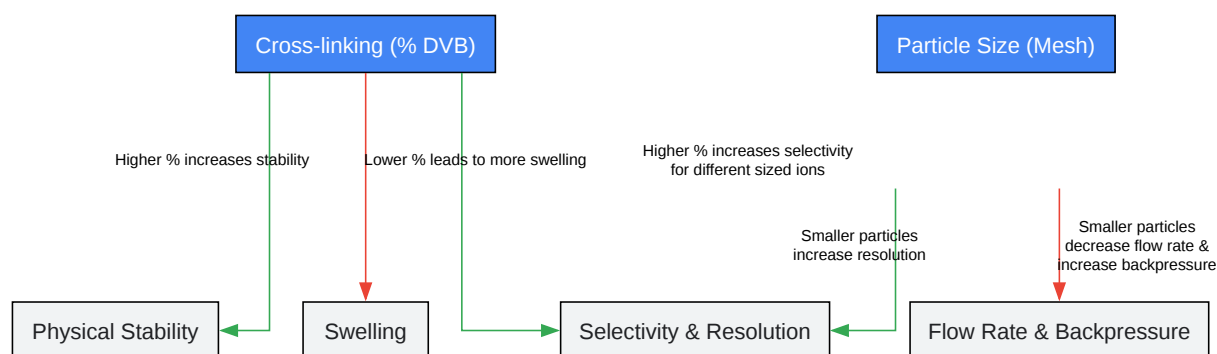 Cross-linking (% DVB)
Particle Size (Mesh)
Higher % increases stability
Lower % leads to more swelling
Higher % increases selectivity
for different sized ions
Smaller particles
increase resolution
Smaller particles
decrease flow rate &
increase backpressure
Physical Stability
Swelling
Selectivity & Resolution
Flow Rate & Backpressure